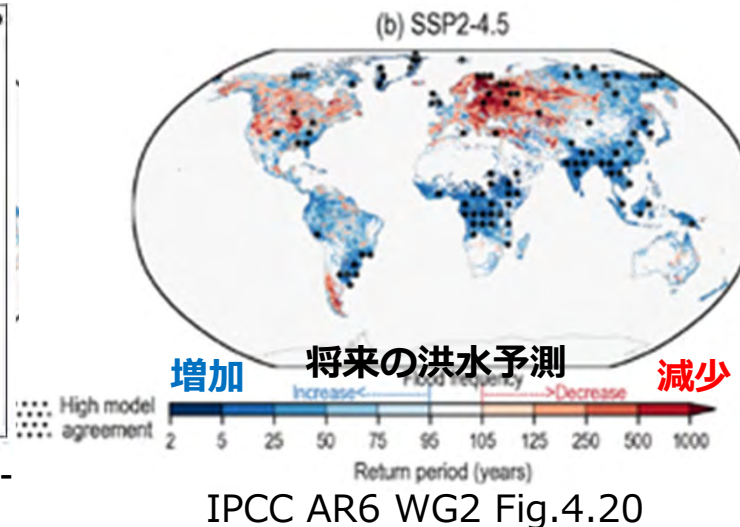 (b) SSP2-4.5
将来の洪水予測
増加
減少
Flood frequency
Increase<---------- ---------->Decrease
High model
agreement
2 5 25 50 75 95 105 125 250 500 1000
Return period (years)
IPCC AR6 WG2 Fig.4.20